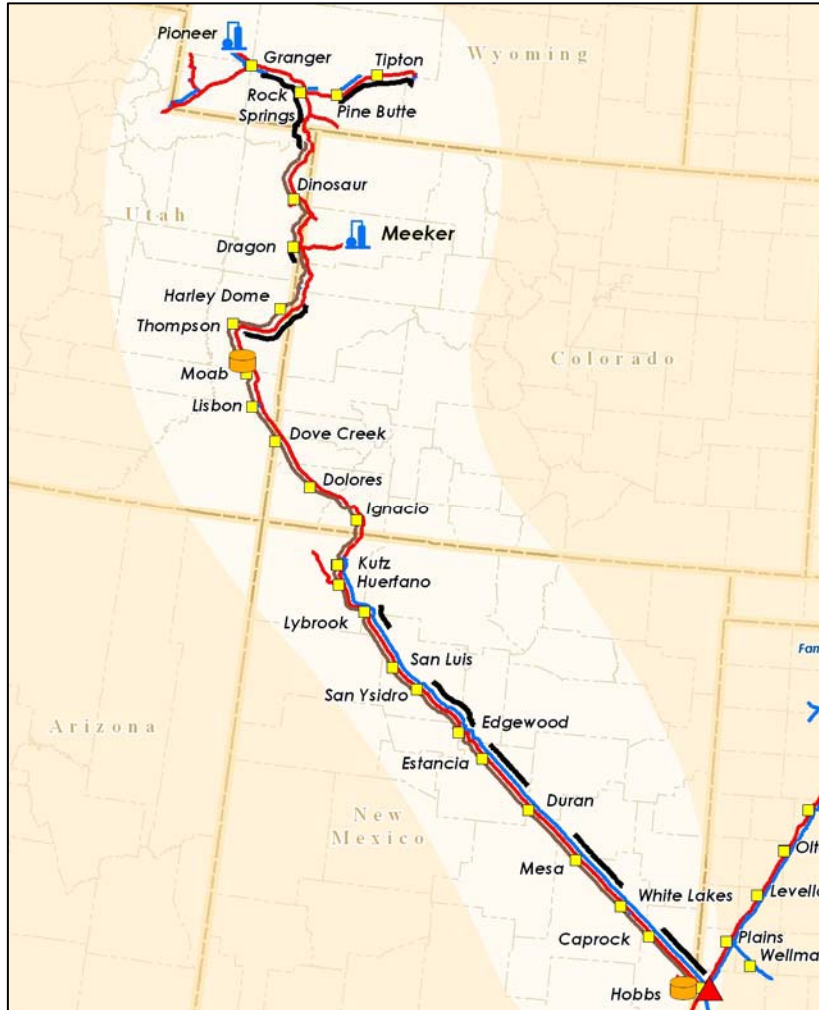 Pioneer
Granger
Tipton
Wyoming
Rock
Springs
Pine Butte
Dinosaur
Utah
Dragon
Meeker
Harley Dome
Thompson
Colorado
Moab
Lisbon
Dove Creek
Dolores
Ignacio
Kutz
Huerfano
Lybrook
San Luis
San Ysidro
Edgewood
Arizona
Estancia
New
Mexico
Duran
Mesa
White Lakes
Caprock
Plains
Hobbs
Fam
Olt
Levella
Wellma